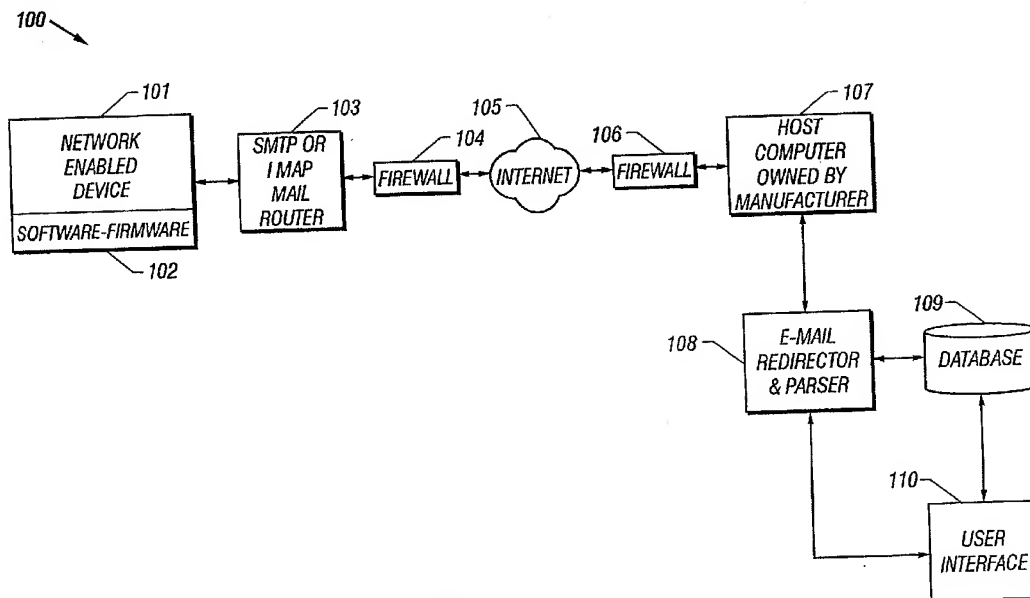 100
101
NETWORK
ENABLED
DEVICE
SOFTWARE-FIRMWARE
102
103
SMTP OR
I MAP
MAIL
ROUTER
104
FIREWALL
105
INTERNET
106
FIREWALL
107
HOST
COMPUTER
OWNED BY
MANUFACTURER
108
E-MAIL
REDIRECTOR
& PARSER
109
DATABASE
110
USER
INTERFACE